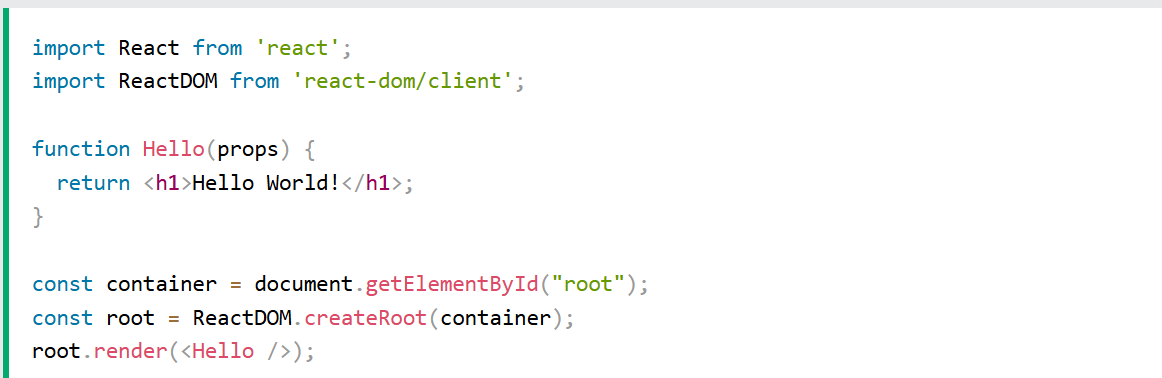 import React from 'react';
import ReactDOM from 'react-dom/client';

function Hello(props) {
  return <h1>Hello World!</h1>;
}

const container = document.getElementById("root");
const root = ReactDOM.createRoot(container);
root.render(<Hello />);